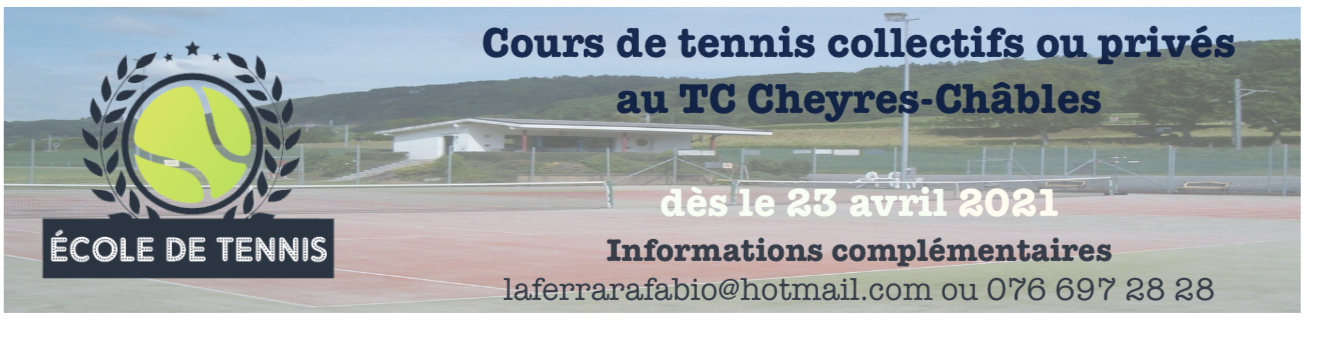 Cours de tennis collectifs ou privés
au TC Cheyres-Châbles
dès le 23 avril 2021
ÉCOLE DE TENNIS
Informations complémentaires
laferrarafabio@hotmail.com ou 076 697 28 28